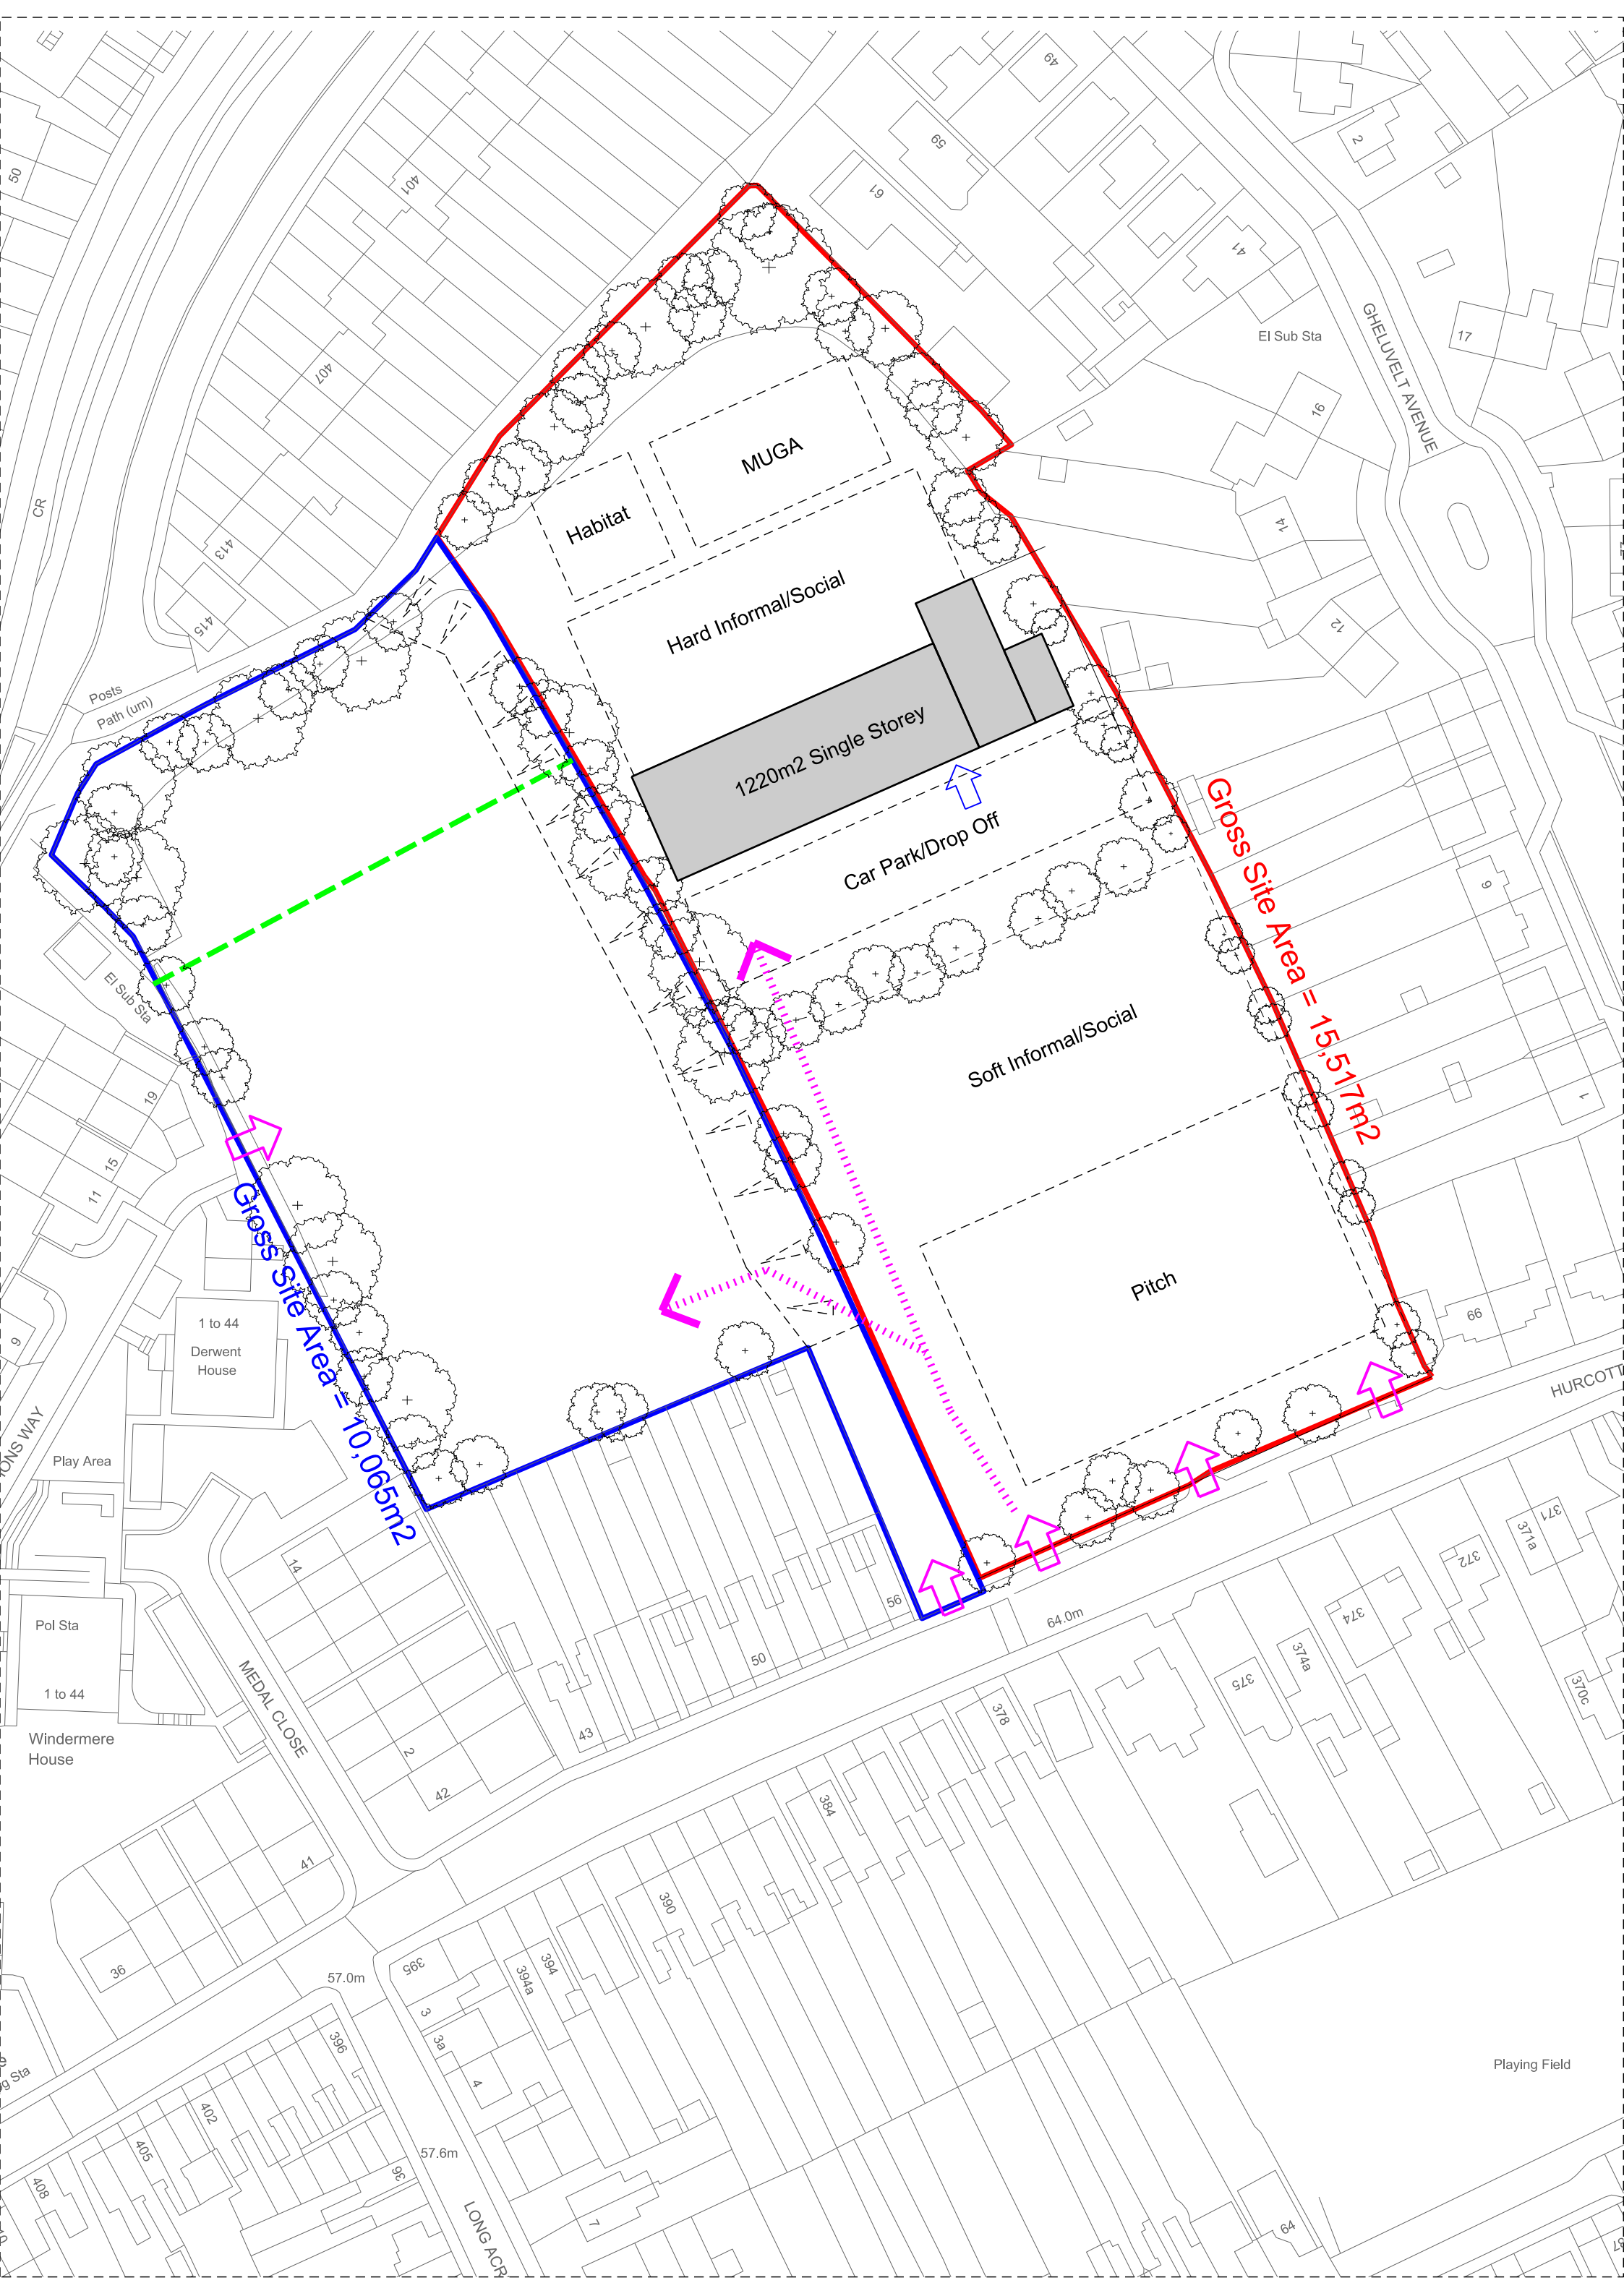 50
49
59
2
61
401
41
El Sub Sta
GHELUVELT AVENUE
17
407
16
MUGA
CR
Habitat
413
14
415
Hard Informal/Social
12
Posts
Path (um)
1220m2 Single Storey
Gross Site Area = 15,517m2
Car Park/Drop Off
9
El Sub Sta
Soft Informal/Social
19
1
15
11
Gross Site Area = 10,065m2
Pitch
9
1 to 44
Derwent
House
66
HURCOTT
Play Area
14
371
371a
372
56
64.0m
374
Pol Sta
374a
50
375
370c
1 to 44
MEDAL CLOSE
43
378
Windermere
House
2
42
384
41
390
36
395
394
394a
57.0m
3
3a
396
4
Playing Field
402
57.6m
405
36
408
LONG ACR
7
64